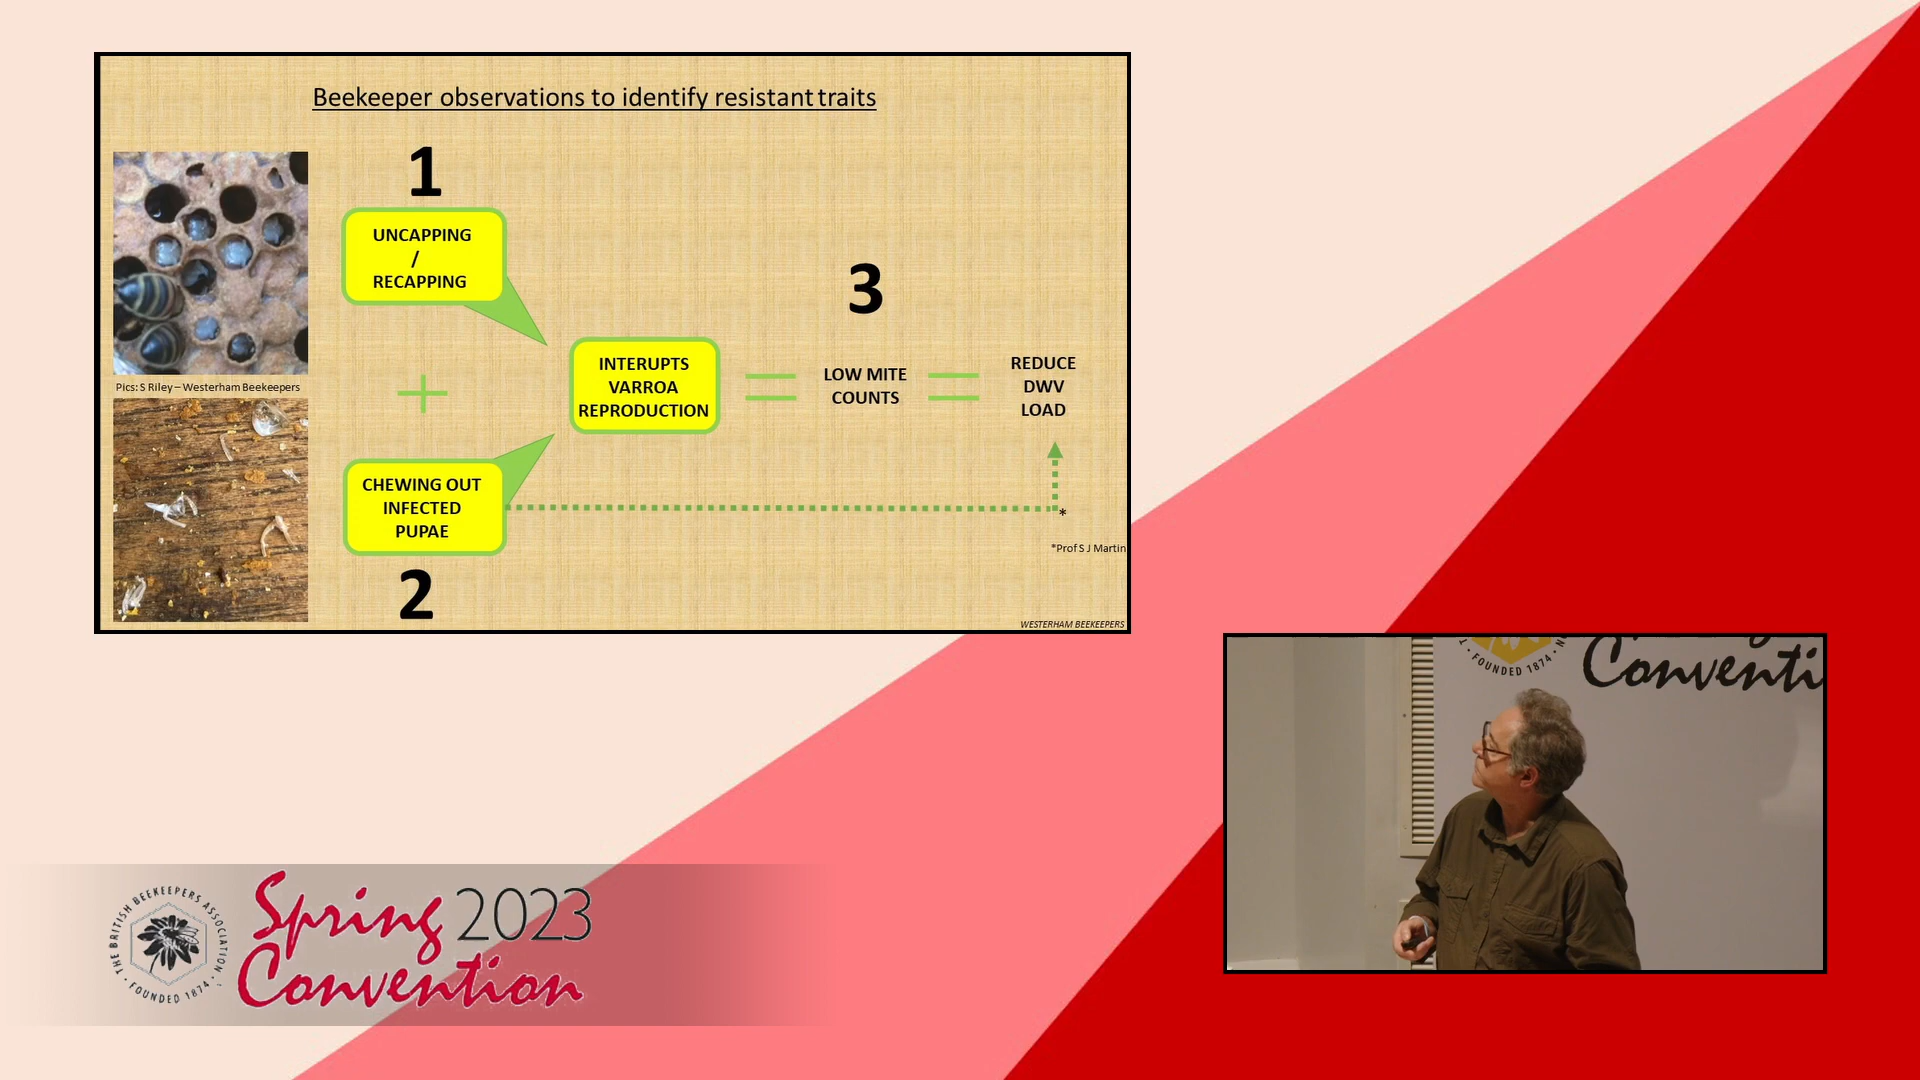 Beekeeper observations to identify resistant traits
1
UNCAPPING
/
RECAPPING
3
INTERUPTS
VARROA
REPRODUCTION
LOW MITE
COUNTS
REDUCE
DWV
LOAD
Pics: S Riley – Westerham Beekeepers
+
CHEWING OUT
INFECTED
PUPAE
*
*Prof S J Martin
2
WESTERHAM BEEKEEPERS
FOUNDED 1874
Conventi
THE BRITISH BEEKEEPERS ASSOCIATION
FOUNDED 1874
Spring 2023
Convention